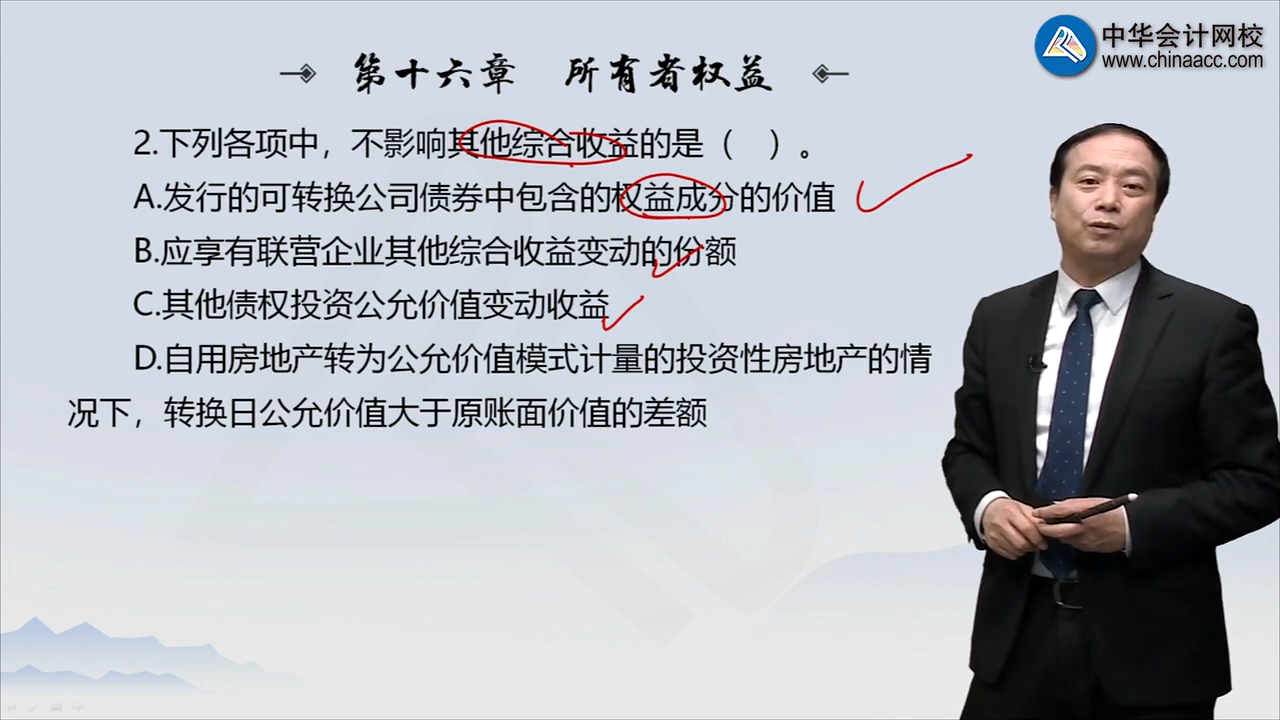 中华会计网校
www.chinaacc.com
第十六章 所有者权益
2.下列各项中，不影响其他综合收益的是（ ）。
A.发行的可转换公司债券中包含的权益成分的价值
B.应享有联营企业其他综合收益变动的份额
C.其他债权投资公允价值变动收益
D.自用房地产转为公允价值模式计量的投资性房地产的情
况下，转换日公允价值大于原账面价值的差额